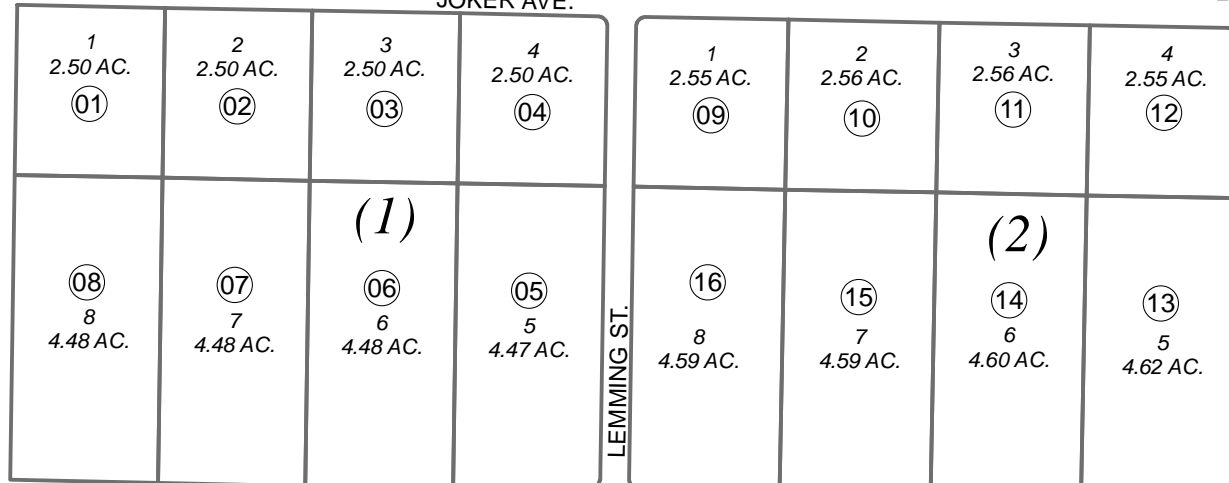 JOKER AVE.
1
2.50 AC.
01
2
2.50 AC.
02
3
2.50 AC.
03
4
2.50 AC.
04
(1)
08
8
4.48 AC.
07
7
4.48 AC.
06
6
4.48 AC.
05
5
4.47 AC.
LEMMING ST.
1
2.55 AC.
09
2
2.56 AC.
10
3
2.56 AC.
11
4
2.55 AC.
12
(2)
16
8
4.59 AC.
15
7
4.59 AC.
14
6
4.60 AC.
13
5
4.62 AC.